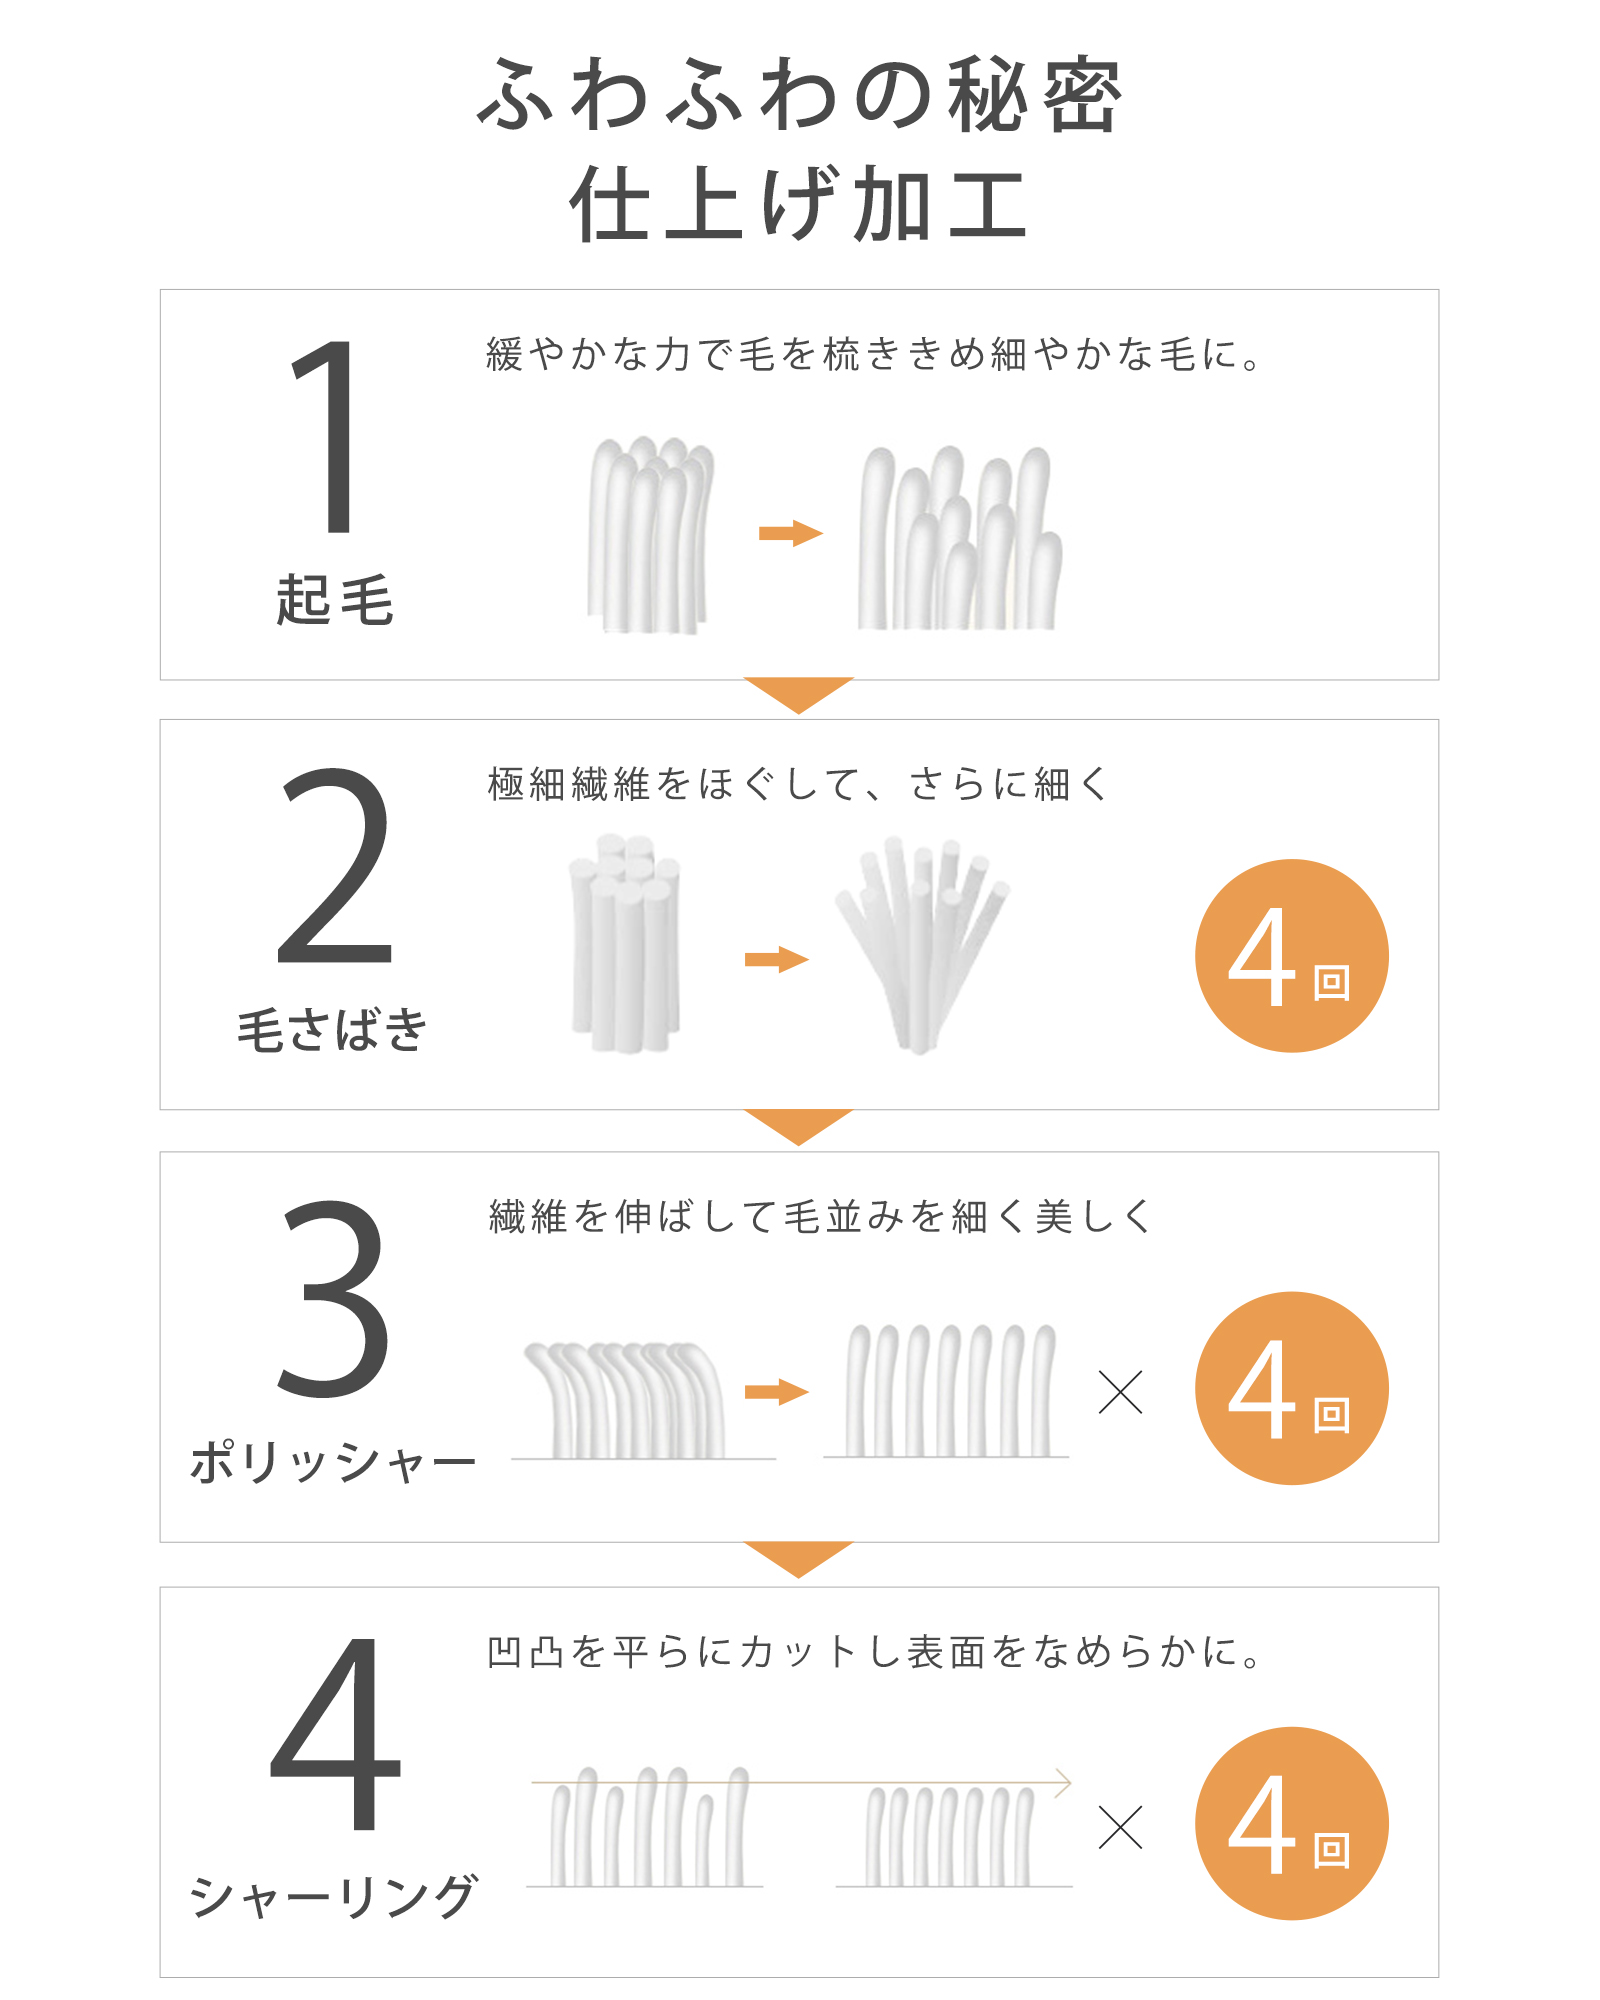 ふわふわの秘密
仕上げ加工
1
起毛
緩やかな力で毛を梳ききめ細やかな毛に。
2
毛さばき
極細繊維をほぐして、さらに細く
4回
3
ポリッシャー
繊維を伸ばして毛並みを細く美しく
×
4回
4
シャーリング
凹凸を平らにカットし表面をなめらかに。
×
4回